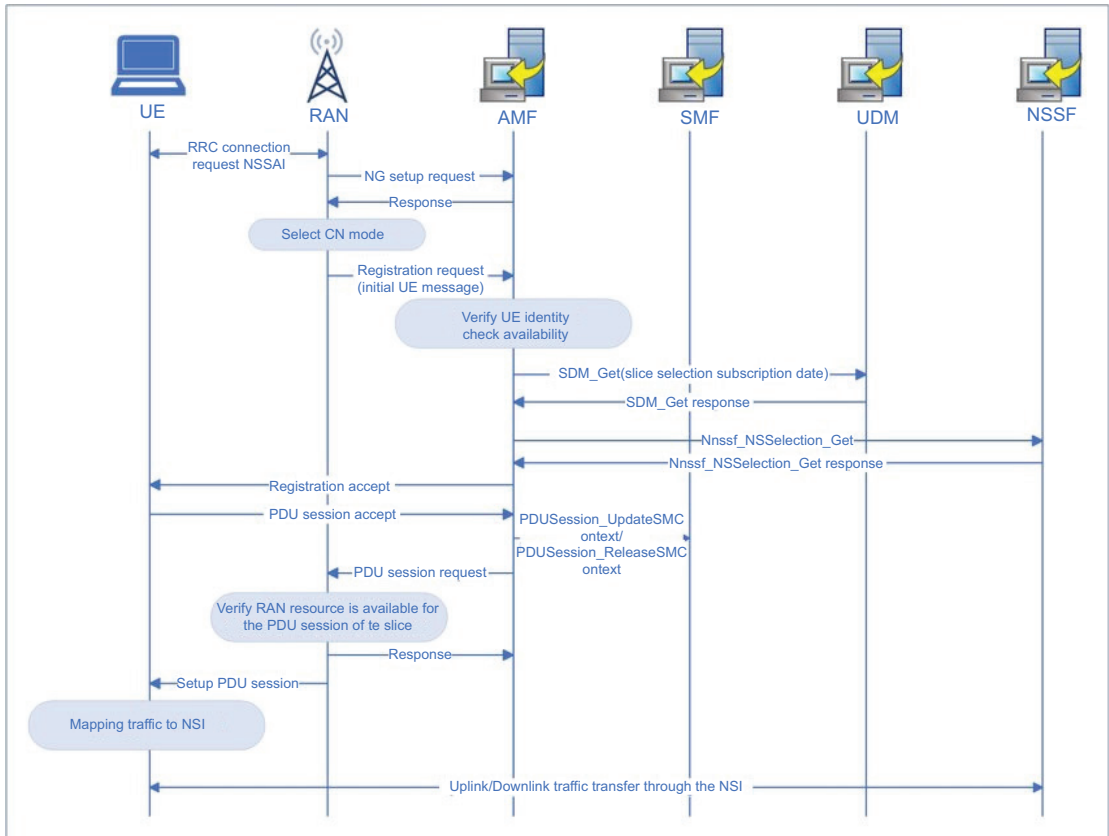 UE
RAN
AMF
SMF
UDM
NSSF
RRC connection
request NSSAI
NG setup request
Response
Select CN mode
Registration request
(initial UE message)
Verify UE identity
check availability
SDM_Get(slice selection subscription date)
SDM_Get response
Nnssf_NSSelection_Get
Nnssf_NSSelection_Get response
Registration accept
PDU session accept
PDUSession_UpdateSMC
ontext/
PDUSession_ReleaseSMC
ontext
PDU session request
Verify RAN resource is available for
the PDU session of te slice
Response
Setup PDU session
Mapping traffic to NSI
Uplink/Downlink traffic transfer through the NSI